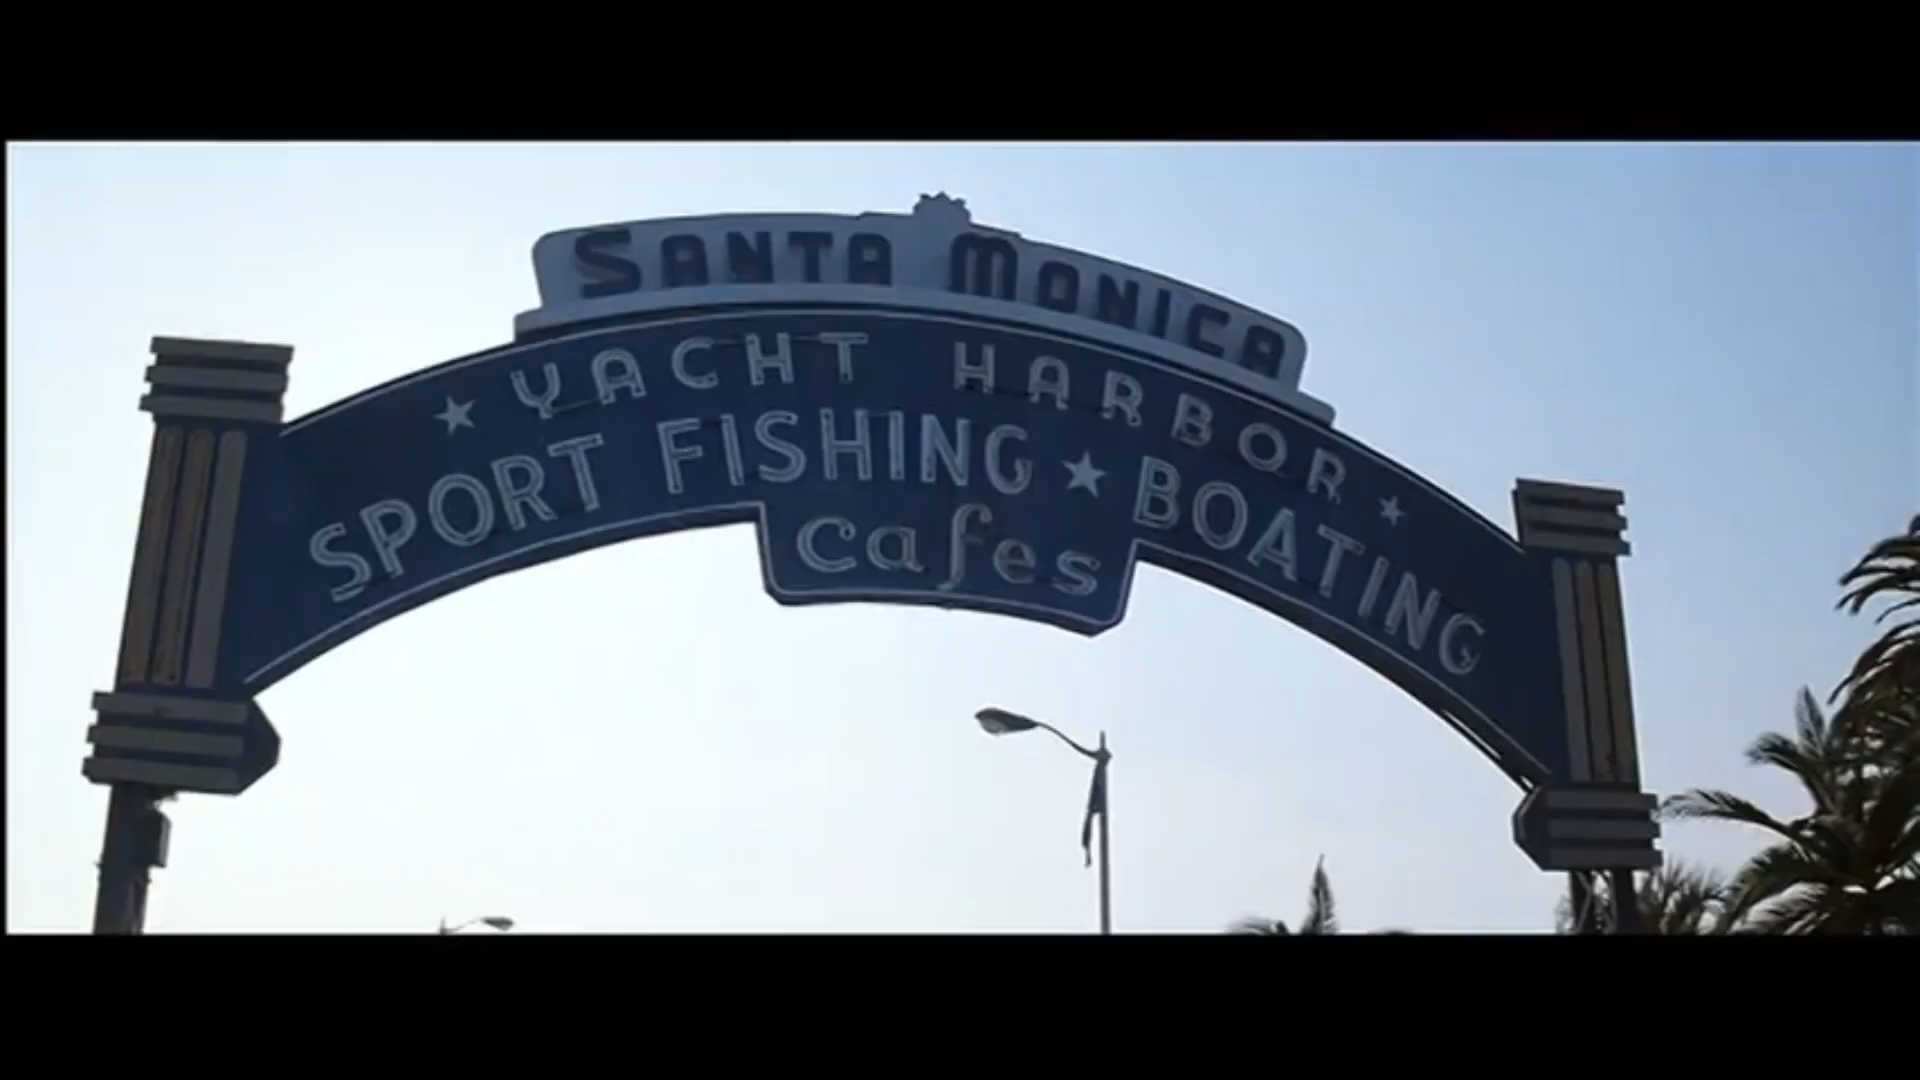 SANTA MONICA
★ YACHT HARBOR ★
SPORT FISHING ★ BOATING
cafes